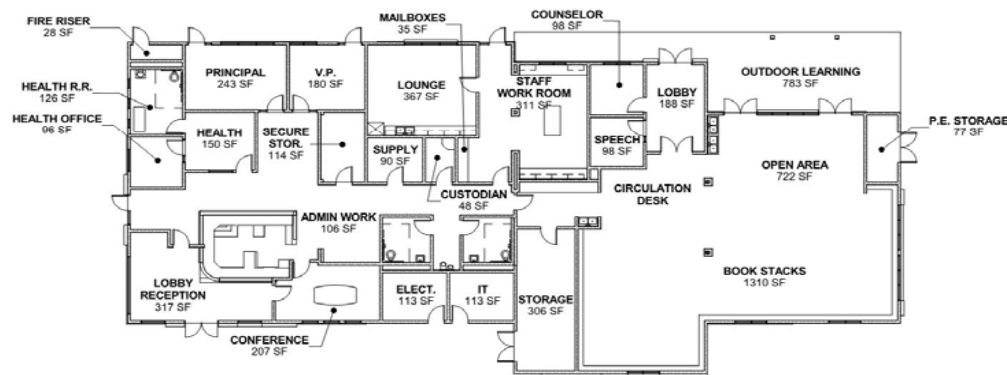 FIRE RISER
28 SF
MAILBOXES
35 SF
COUNSELOR
98 SF
PRINCIPAL
243 SF
V.P.
180 SF
LOUNGE
367 SF
STAFF
WORK ROOM
311 SF
LOBBY
188 SF
OUTDOOR LEARNING
783 SF
HEALTH R.R.
126 SF
HEALTH OFFICE
96 SF
HEALTH
150 SF
SECURE
STOR.
114 SF
SUPPLY
90 SF
SPEECH
98 SF
P.E. STORAGE
77 SF
OPEN AREA
722 SF
CUSTODIAN
48 SF
CIRCULATION
DESK
ADMIN WORK
106 SF
LOBBY
RECEPTION
317 SF
ELECT.
113 SF
IT
113 SF
STORAGE
306 SF
BOOK STACKS
1310 SF
CONFERENCE
207 SF